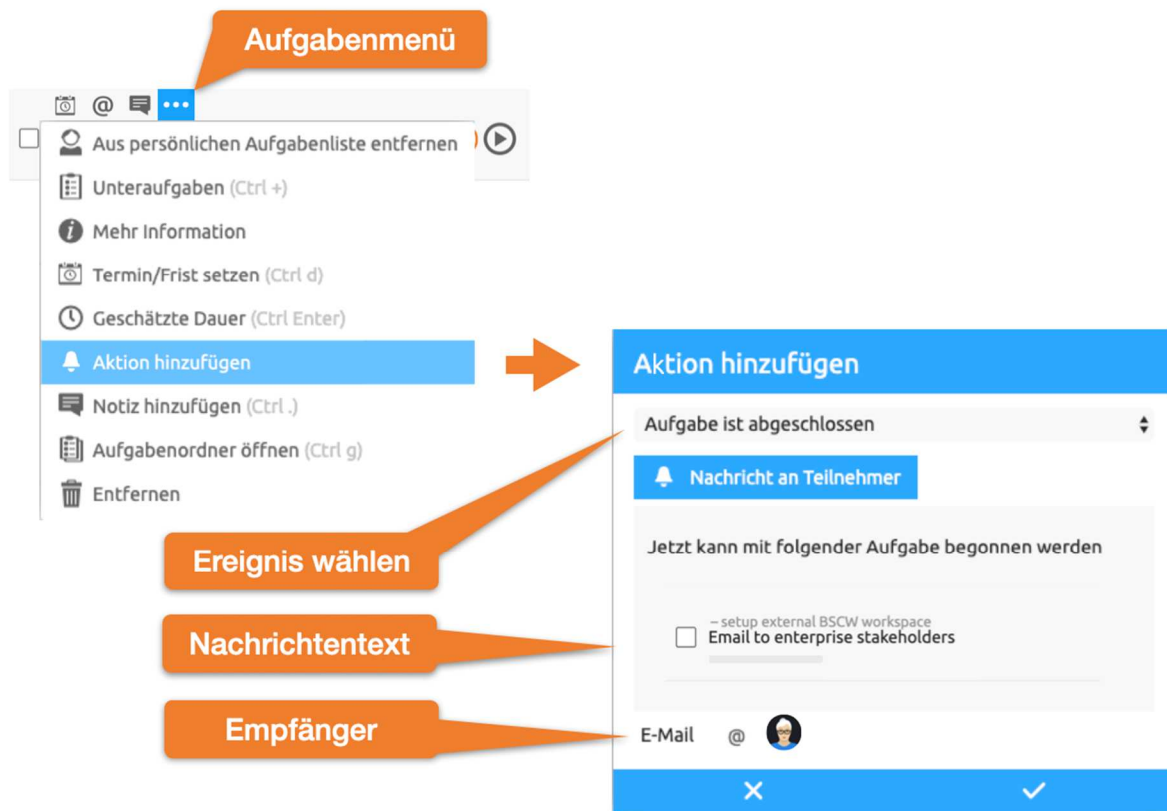 Aufgabenmenü
@
Aus persönlichen Aufgabenliste entfernen
Unteraufgaben (Ctrl +)
Mehr Information
Termin/Frist setzen (Ctrl d)
Geschätzte Dauer (Ctrl Enter)
Aktion hinzufügen
Notiz hinzufügen (Ctrl .)
Aufgabenordner öffnen (Ctrl g)
Entfernen
Aktion hinzufügen
Aufgabe ist abgeschlossen
Nachricht an Teilnehmer
Ereignis wählen
Jetzt kann mit folgender Aufgabe begonnen werden
Nachrichtentext
– setup external BSCW workspace
Email to enterprise stakeholders
Empfänger
E-Mail @